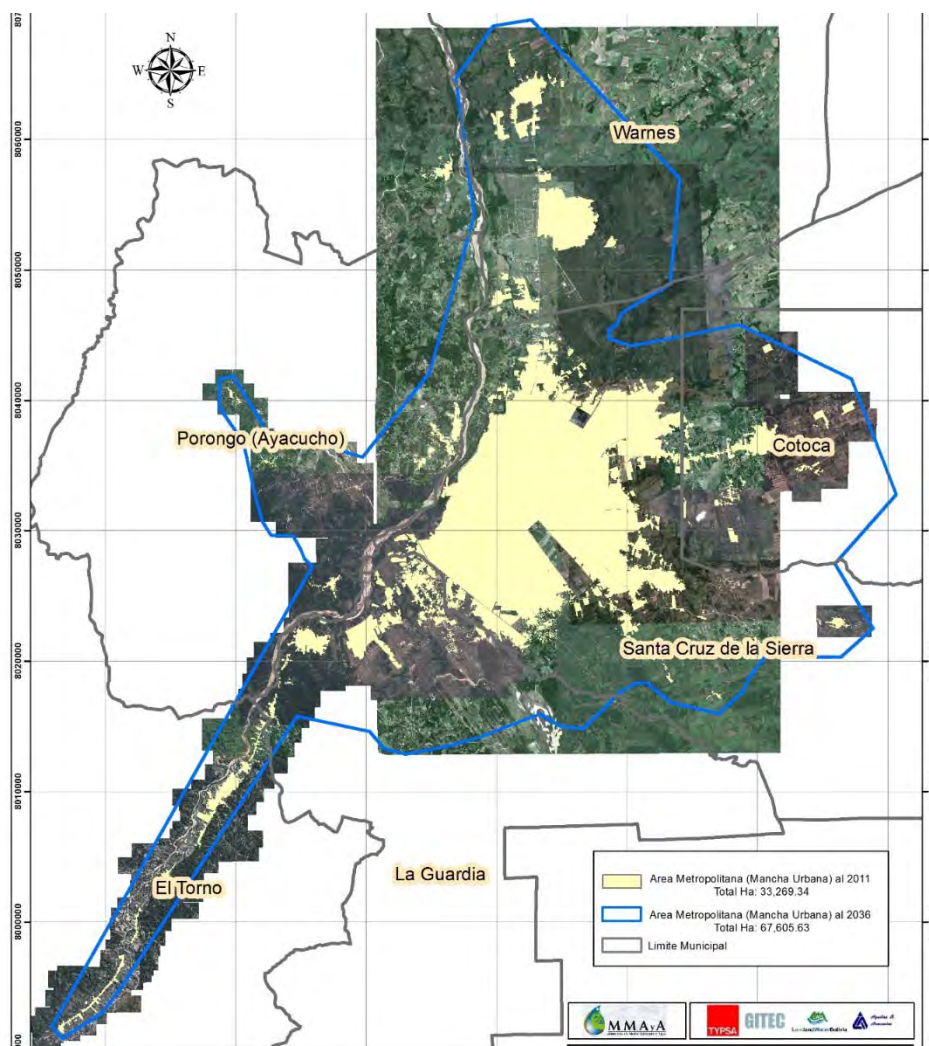 N
W
E
S
8060000
8050000
8040000
8030000
8020000
8010000
8000000
Warnes
Porongo (Ayacucho)
Cotoca
Santa Cruz de la Sierra
La Guardia
El Torno
Area Metropolitana (Mancha Urbana) al 2011
Total Ha: 33,269.34
Area Metropolitana (Mancha Urbana) al 2036
Total Ha: 67,605.63
Limite Municipal
MMAyA
TYPSA
GITEC